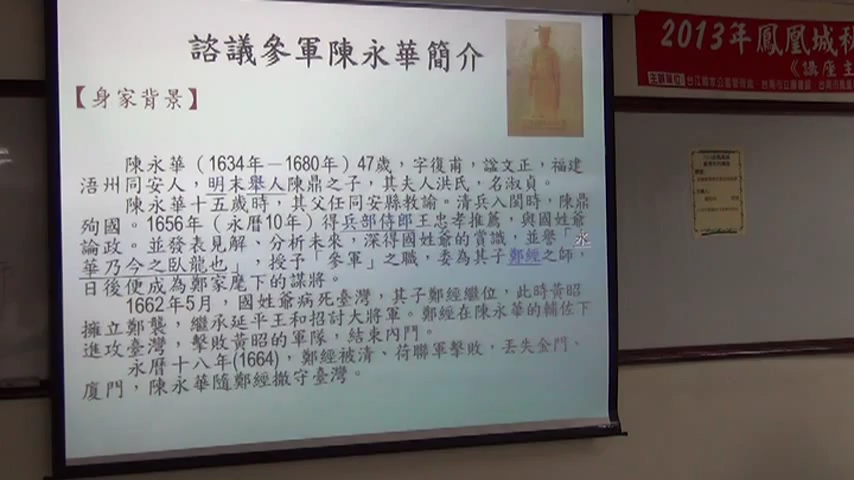 諮議參軍陳永華簡介
【身家背景】
陳永華（1634年－1680年）47歲，字復甫，諡文正，福建
浯州同安人，明末舉人陳鼎之子，其夫人洪氏，名淑貞。
陳永華十五歲時，其父任同安縣教諭。清兵入閩時，陳鼎
殉國。1656年（永曆10年）得兵部侍郎王忠孝推薦，與國姓爺
論政。並發表見解、分析未來，深得國姓爺的賞識，並譽「永
華乃今之臥龍也」，授予「參軍」之職，委為其子鄭經之師，
日後便成為鄭家麾下的謀將。
1662年5月，國姓爺病死臺灣，其子鄭經繼位，此時黃昭
擁立鄭襲，繼承延平王和招討大將軍。鄭經在陳永華的輔佐下
進攻臺灣，擊敗黃昭的軍隊，結束內鬥。
永曆十八年(1664)，鄭經被清、荷聯軍擊敗，丟失金門、
廈門，陳永華隨鄭經撤守臺灣。
2013年鳳凰城秋
《講座主
主辦單位